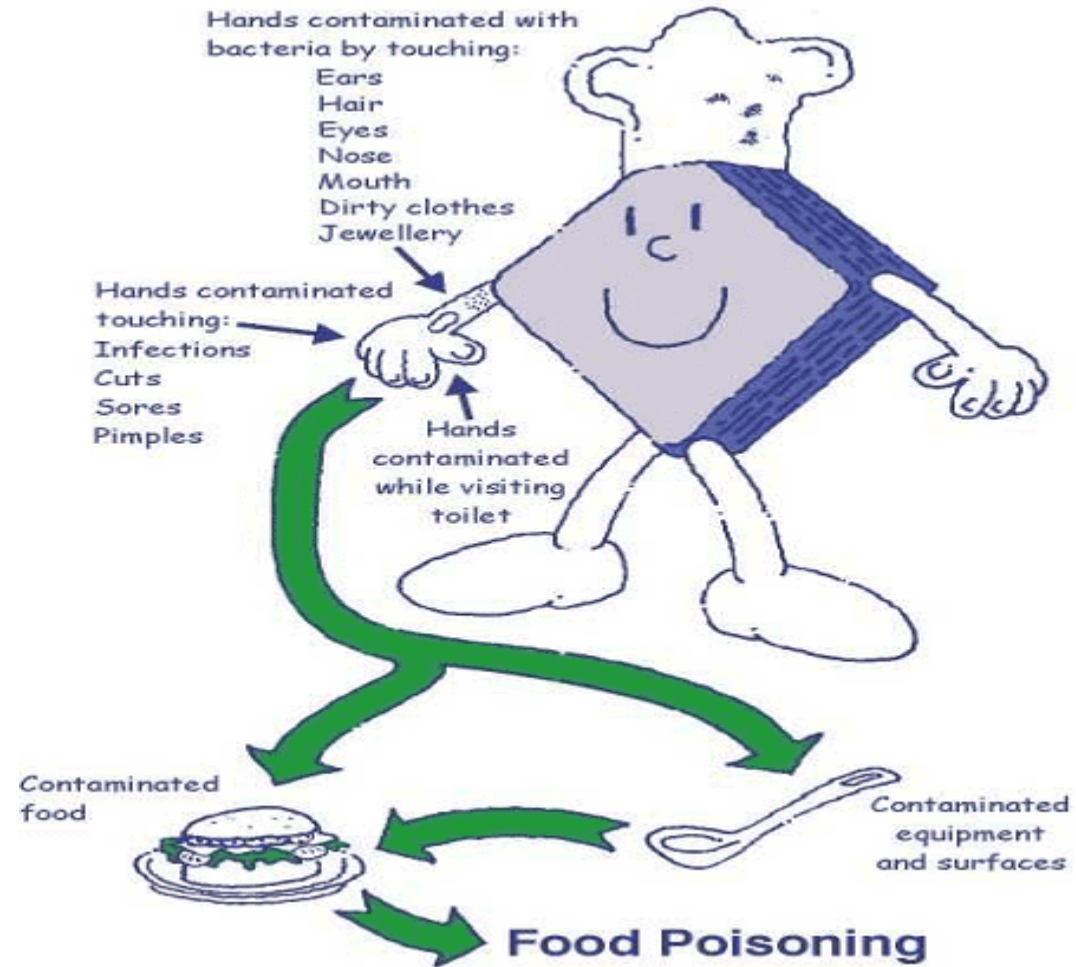 Hands contaminated with
bacteria by touching:
Ears
Hair
Eyes
Nose
Mouth
Dirty clothes
Jewellery
Hands contaminated
touching:
Infections
Cuts
Sores
Pimples
Hands
contaminated
while visiting
toilet
Contaminated
food
Contaminated
equipment
and surfaces
Food Poisoning